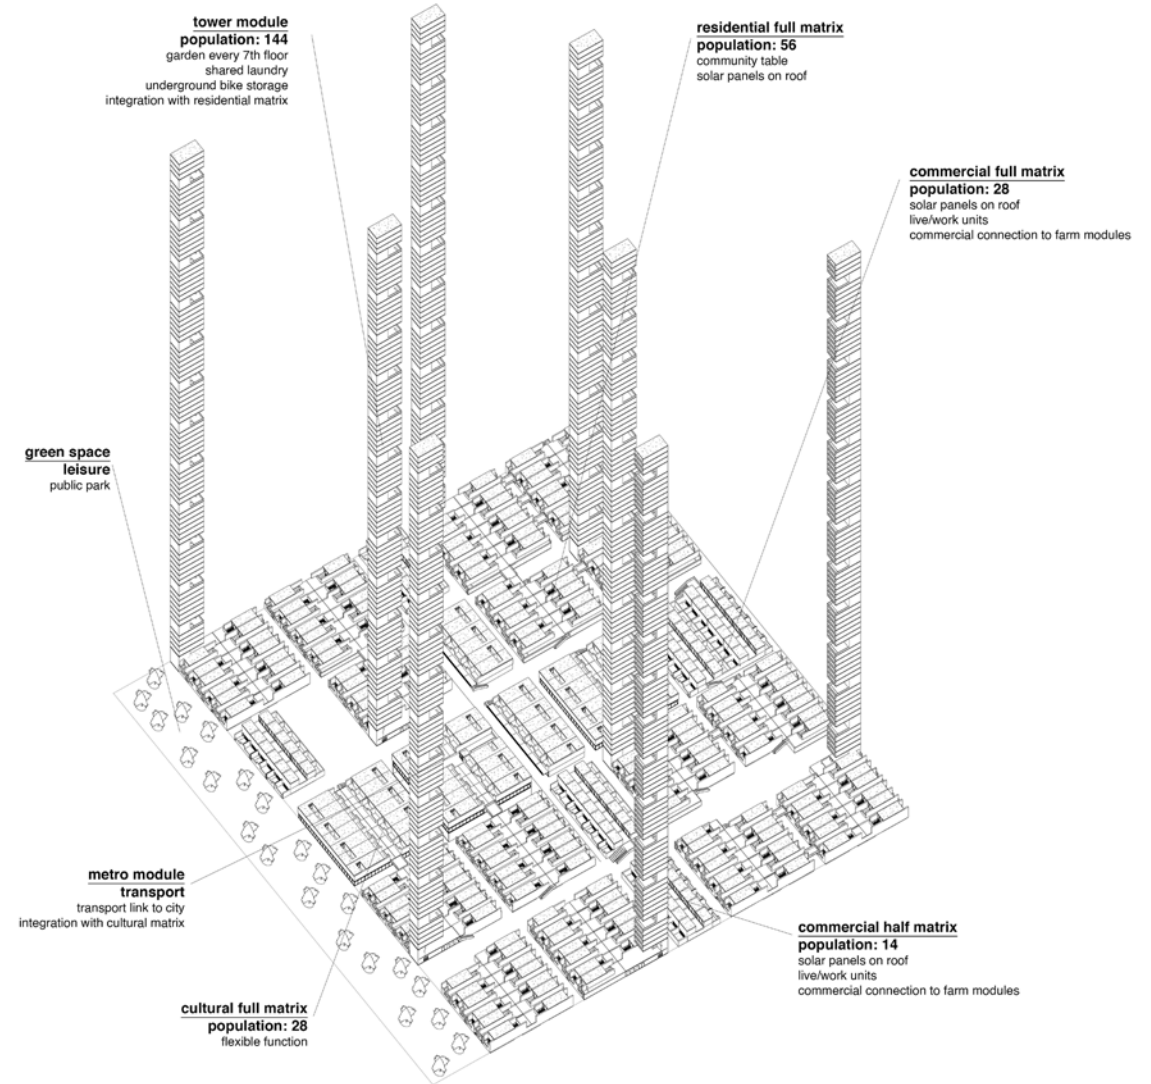 tower module
population: 144
garden every 7th floor
shared laundry
underground bike storage
integration with residential matrix
residential full matrix
population: 56
community table
solar panels on roof
commercial full matrix
population: 28
solar panels on roof
live/work units
commercial connection to farm modules
green space
leisure
public park
metro module
transport
transport link to city
integration with cultural matrix
commercial half matrix
population: 14
solar panels on roof
live/work units
commercial connection to farm modules
cultural full matrix
population: 28
flexible function